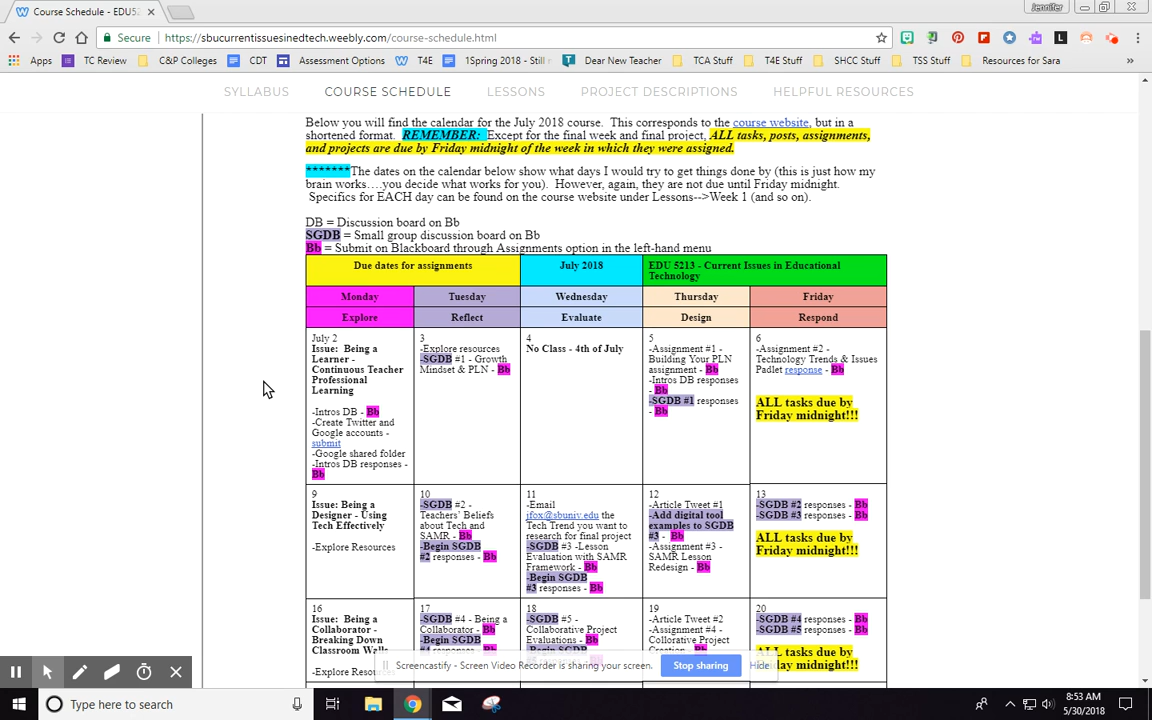 Course Schedule - EDU52
Jennifer
Secure
https://sbucurrentissuesinedtech.weebly.com/course-schedule.html
Apps TC Review C&P Colleges CDT Assessment Options T4E 1Spring 2018 - Still Dear New Teacher TCA Stuff T4E Stuff SHCC Stuff TSS Stuff Resources for Sara »
SYLLABUS COURSE SCHEDULE LESSONS PROJECT DESCRIPTIONS HELPFUL RESOURCES
Below you will find the calendar for the July 2018 course. This corresponds to the course website, but in a
shortened format. REMEMBER: Except for the final week and final project, ALL tasks, posts, assignments,
and projects are due by Friday midnight of the week in which they were assigned.
*******The dates on the calendar below show what days I would try to get things done by (this is just how my
brain works….you decide what works for you). However, again, they are not due until Friday midnight.
Specifics for EACH day can be found on the course website under Lessons-->Week 1 (and so on).
DB = Discussion board on Bb
SGDB = Small group discussion board on Bb
Bb = Submit on Blackboard through Assignments option in the left-hand menu
Due dates for assignments
July 2018
EDU 5213 - Current Issues in Educational
Technology
Monday Tuesday Wednesday Thursday Friday
Explore Reflect Evaluate Design Respond
July 2
Issue: Being a
Learner -
Continuous Teacher
Professional
Learning
-Intros DB - Bb
-Create Twitter and
Google accounts -
submit
-Google shared folder
-Intros DB responses -
Bb
3
-Explore resources
-SGDB #1 - Growth
Mindset & PLN - Bb
4
No Class - 4th of July
5
-Assignment #1 -
Building Your PLN
assignment - Bb
-Intros DB responses
- Bb
-SGDB #1 responses
- Bb
6
-Assignment #2 -
Technology Trends & Issues
Padlet response - Bb
ALL tasks due by
Friday midnight!!!
9
Issue: Being a
Designer - Using
Tech Effectively
-Explore Resources
10
-SGDB #2 -
Teachers’ Beliefs
about Tech and
SAMR - Bb
-Begin SGDB
#2 responses - Bb
11
-Email
jfox@sbuniv.edu the
Tech Trend you want to
research for final project
-SGDB #3 -Lesson
Evaluation with SAMR
Framework - Bb
-Begin SGDB
#3 responses - Bb
12
-Article Tweet #1
-Add digital tool
examples to SGDB
#3 - Bb
-Assignment #3 -
SAMR Lesson
Redesign - Bb
13
-SGDB #2 responses - Bb
-SGDB #3 responses - Bb
ALL tasks due by
Friday midnight!!!
16
Issue: Being a
Collaborator -
Breaking Down
Classroom Walls
-Explore
17
-SGDB #4 - Being a
Collaborator - Bb
-Begin SGDB
18
-SGDB #5 -
Collaborative Project
Evaluations - Bb
-Begin SGDB
19
-Article Tweet #2
-Assignment #4 -
Collorative Project
20
-SGDB #4 responses - Bb
-SGDB #5 responses - Bb
tasks due by
midnight!!!
Screencastify - Screen Video Recorder is sharing your screen. Stop sharing Hide
Type here to search
8:53 AM
5/30/2018